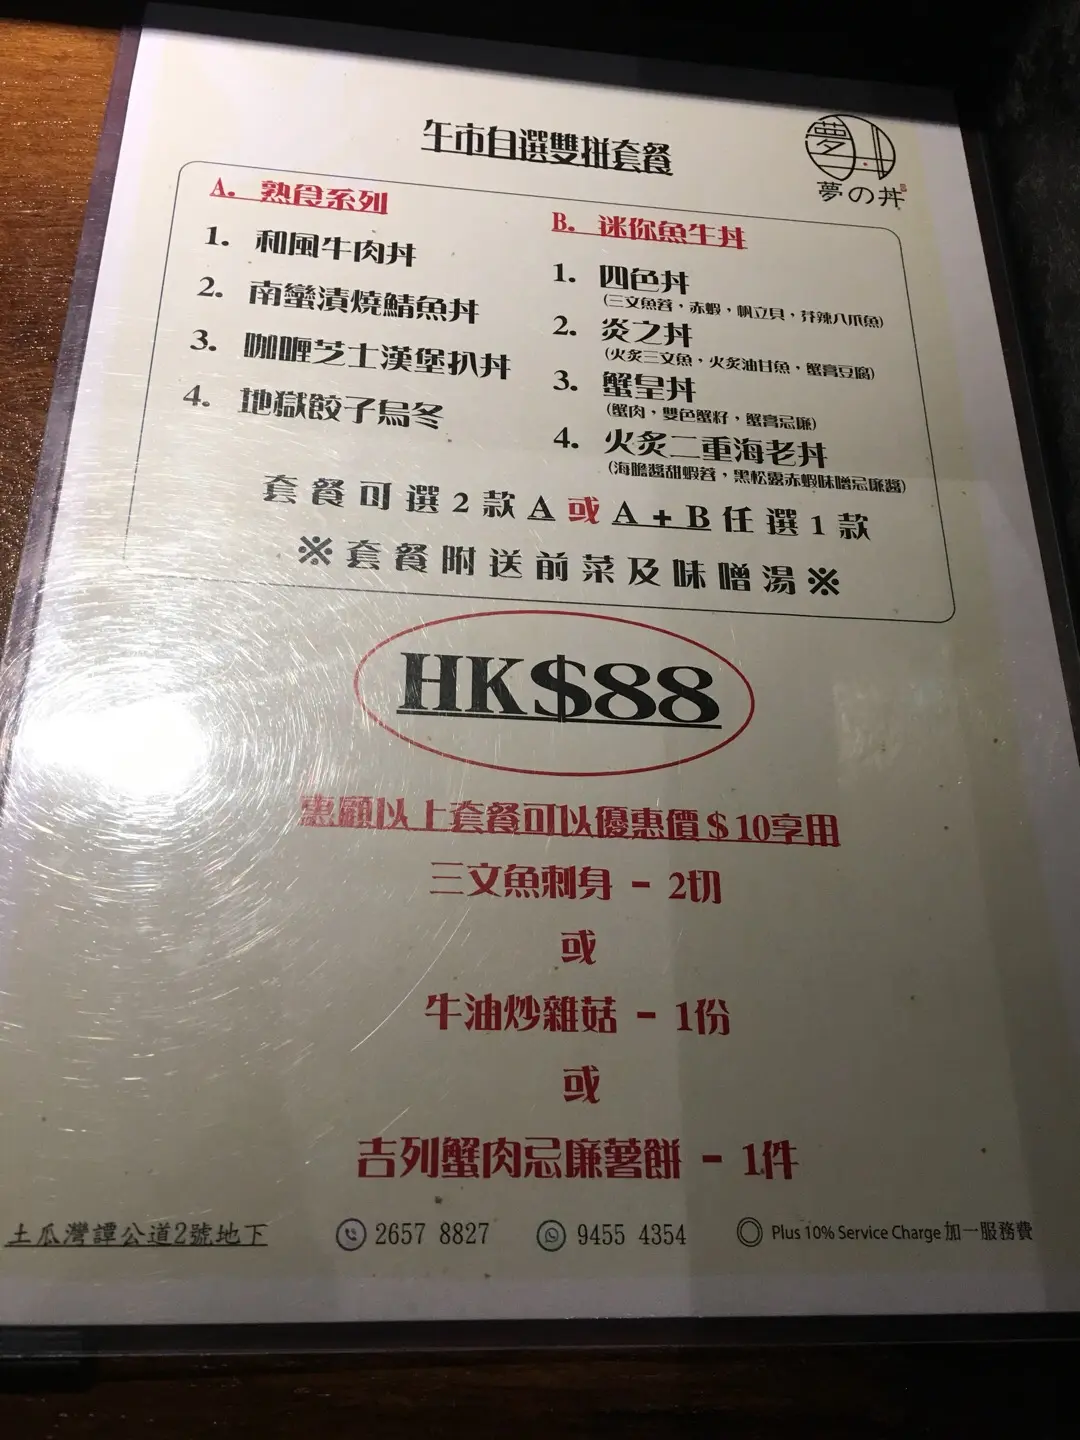 午市自選雙拼套餐
夢の丼
A. 熟食系列
1. 和風牛肉丼
2. 南蠻漬燒鯖魚丼
3. 咖喱芝士漢堡扒丼
4. 地獄餃子烏冬
B. 迷你魚生丼
1. 四色丼
(三文魚蓉，赤蝦，帆立貝，芥辣八爪魚)
2. 炎之丼
(火炙三文魚，火炙油甘魚，蟹膏豆腐)
3. 蟹皇丼
(蟹肉，雙色蟹籽，蟹膏忌廉)
4. 火炙二重海老丼
(海膽醬甜蝦蓉，黑松露赤蝦味噌忌廉醬)
套餐可選2款A或A+B任選1款
※套餐附送前菜及味噌湯※
HK$88
惠顧以上套餐可以優惠價$10享用
三文魚刺身 - 2切
或
牛油炒雜菇 - 1份
或
吉列蟹肉忌廉薯餅 - 1件
土瓜灣譚公道2號地下
2657 8827
9455 4354
Plus 10% Service Charge 加一服務費